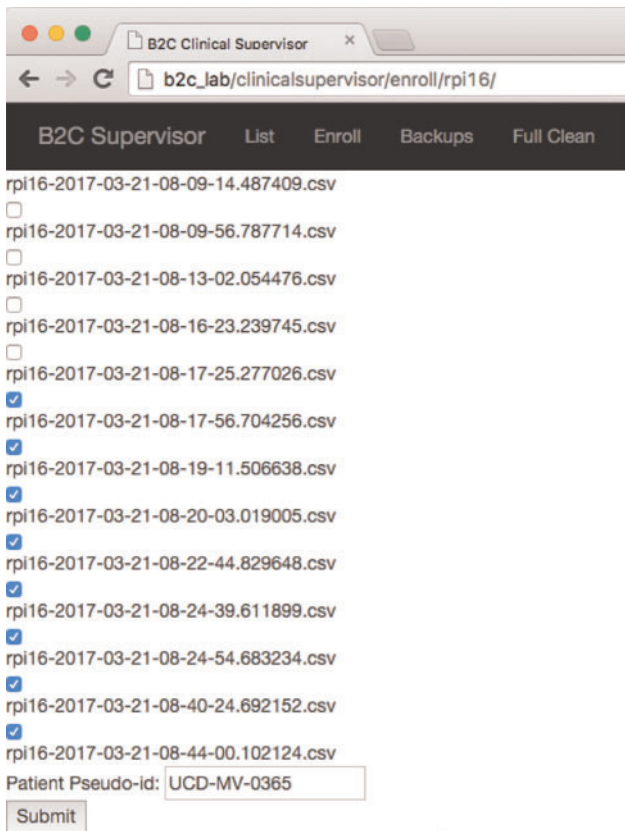 B2C Clinical Supervisor
b2c_lab/clinicalsupervisor/enroll/rpi16/
B2C Supervisor List Enroll Backups Full Clean
rpi16-2017-03-21-08-09-14.487409.csv
rpi16-2017-03-21-08-09-56.787714.csv
rpi16-2017-03-21-08-13-02.054476.csv
rpi16-2017-03-21-08-16-23.239745.csv
rpi16-2017-03-21-08-17-25.277026.csv
rpi16-2017-03-21-08-17-56.704256.csv
rpi16-2017-03-21-08-19-11.506638.csv
rpi16-2017-03-21-08-20-03.019005.csv
rpi16-2017-03-21-08-22-44.829648.csv
rpi16-2017-03-21-08-24-39.611899.csv
rpi16-2017-03-21-08-24-54.683234.csv
rpi16-2017-03-21-08-40-24.692152.csv
rpi16-2017-03-21-08-44-00.102124.csv
Patient Pseudo-id: UCD-MV-0365
Submit